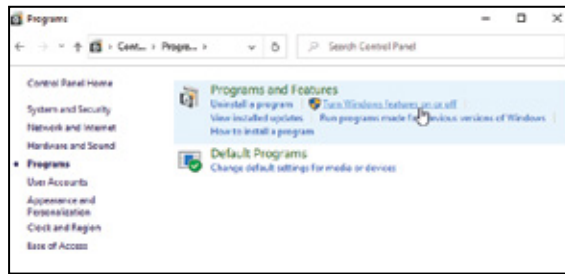 Programs
Cont... › Progra... ›
Search Control Panel
Control Panel Home
System and Security
Network and Internet
Hardware and Sound
Programs
User Accounts
Appearance and
Personalization
Clock and Region
Ease of Access
Programs and Features
Uninstall a program
Turn Windows features on or off
View installed updates
Run programs made for previous versions of Windows
How to install a program
Default Programs
Change default settings for media or devices